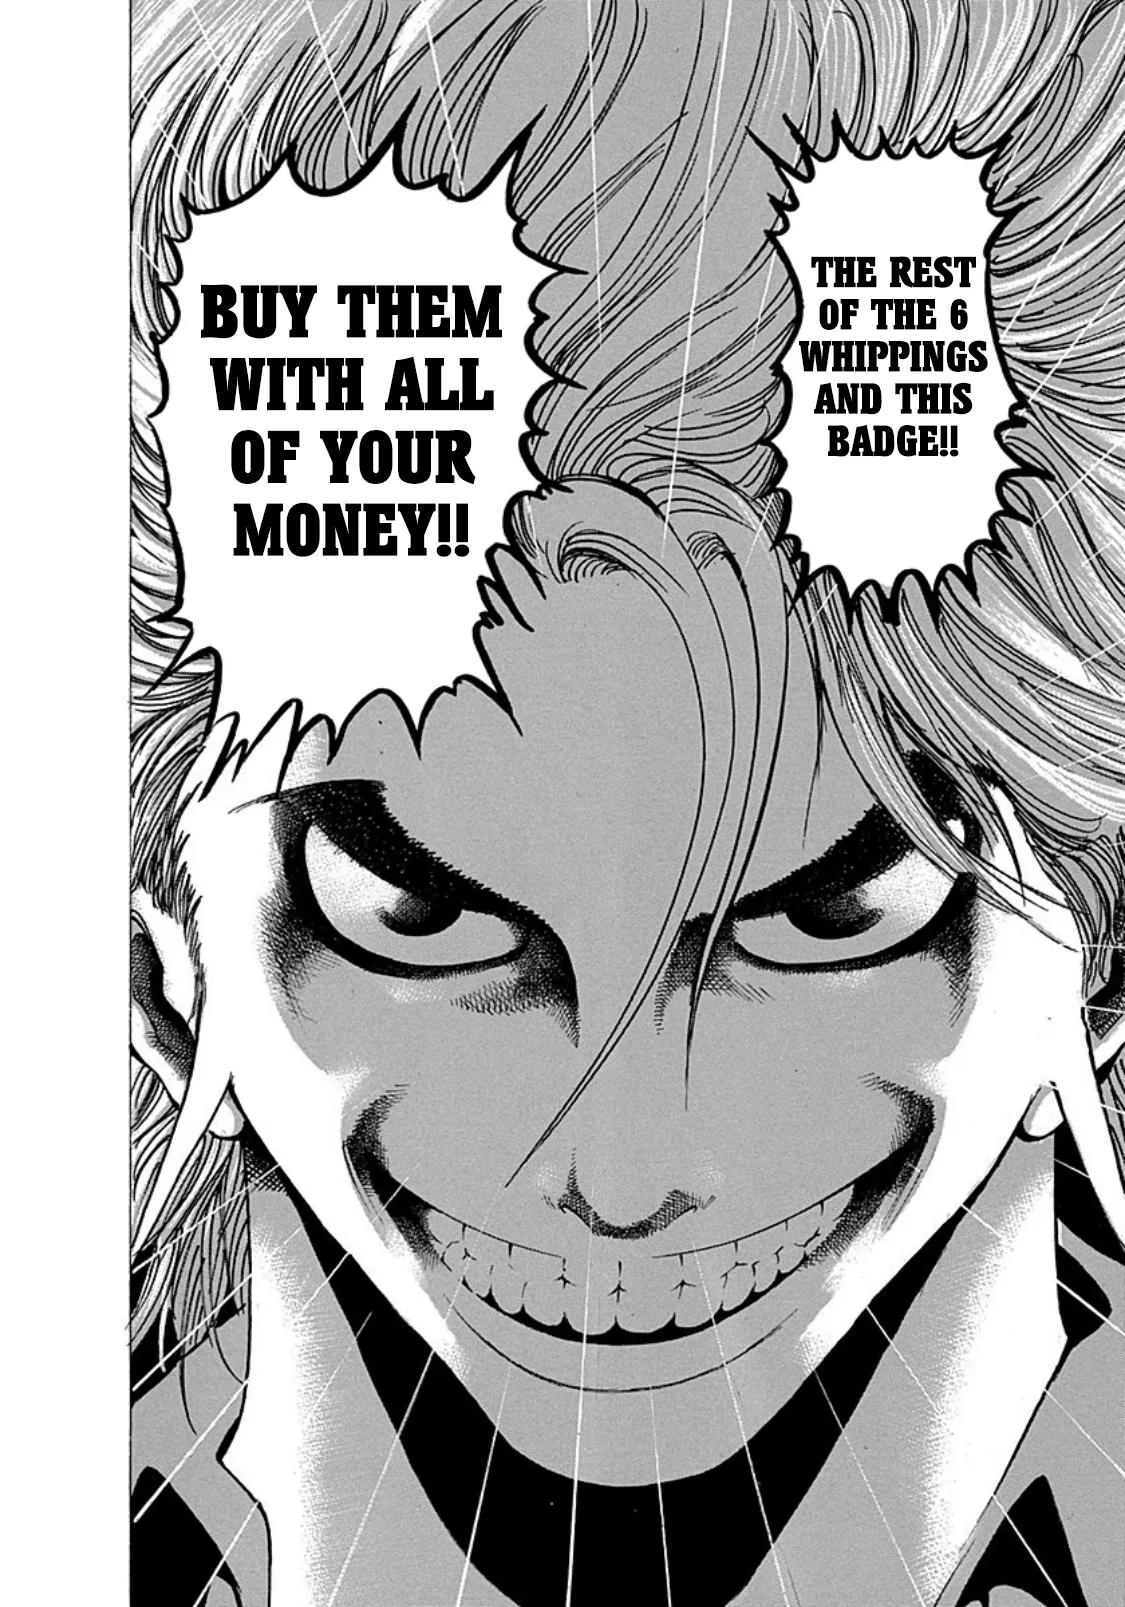 THE REST
OF THE 6
WHIPPINGS
AND THIS
BADGE!!
BUY THEM
WITH ALL
OF YOUR
MONEY!!